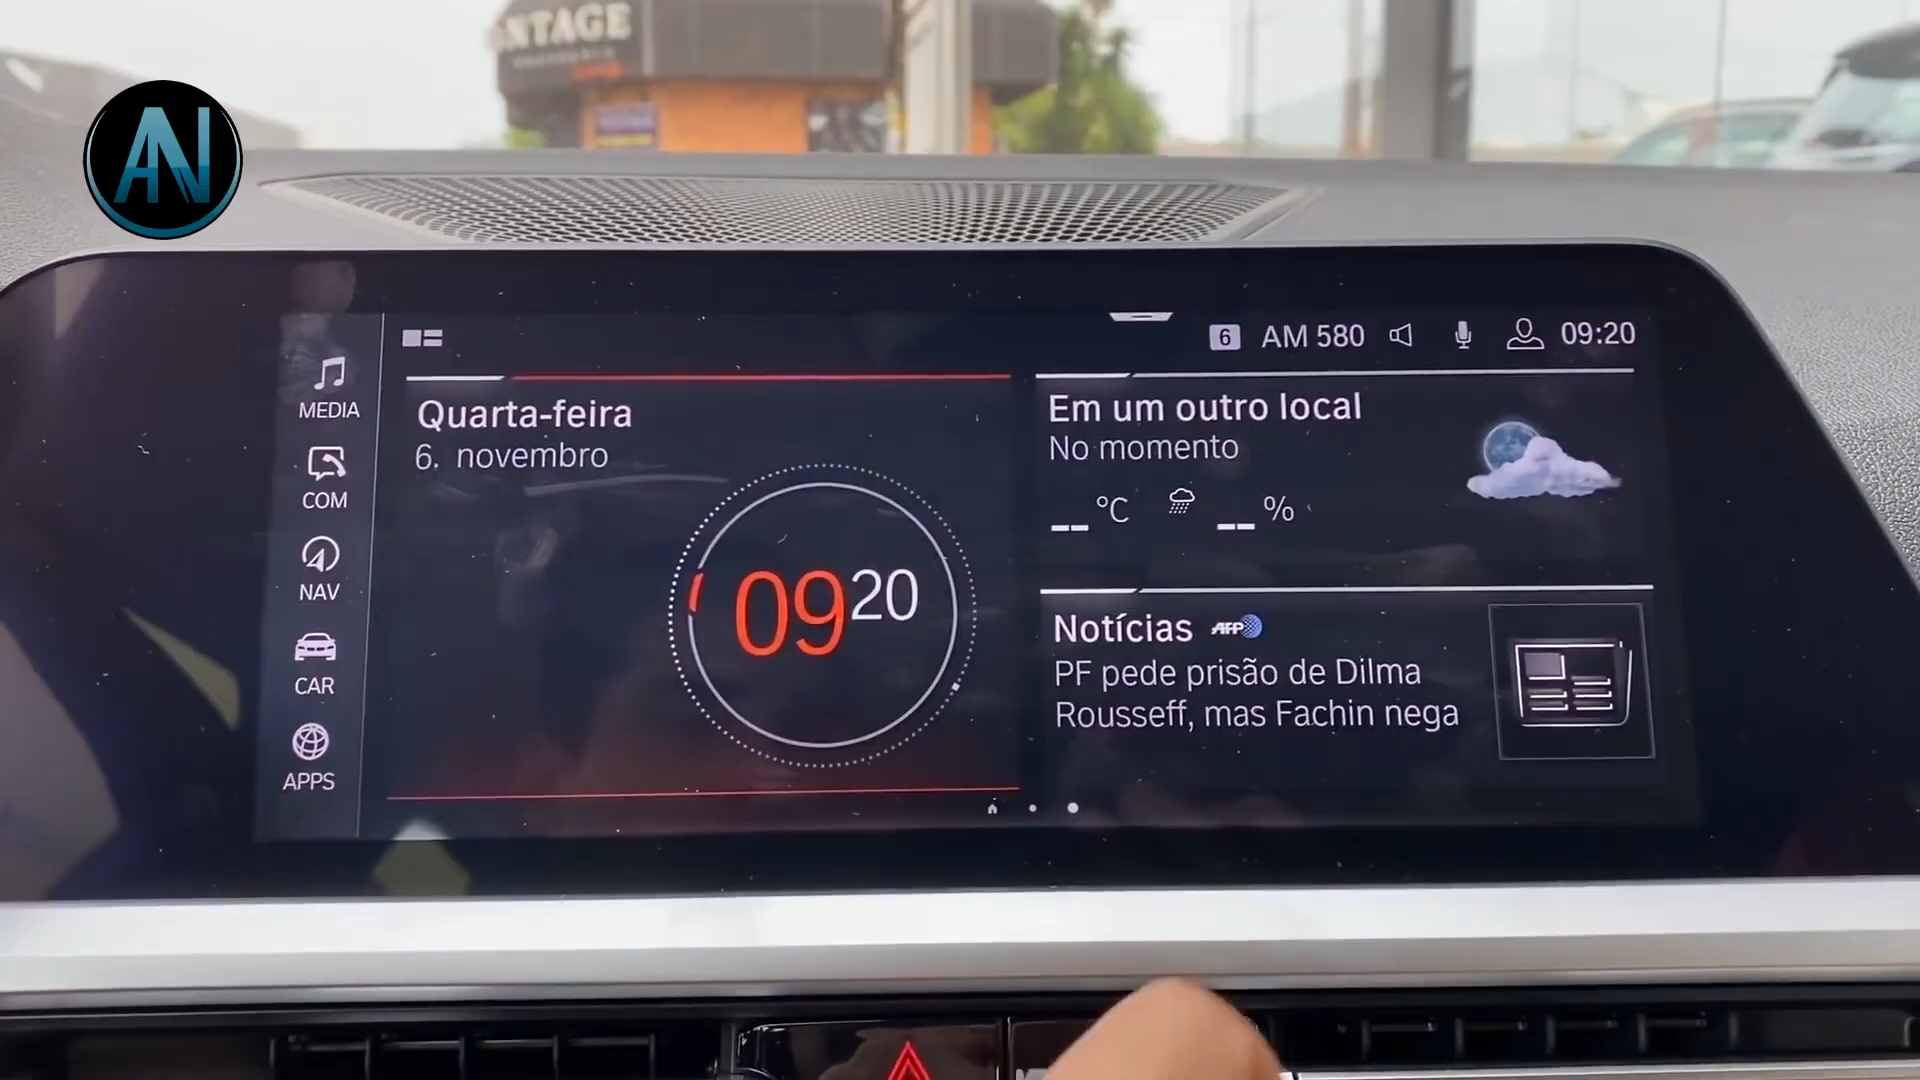 NTAGE
AN
6 AM 580 09:20
MEDIA
COM
NAV
CAR
APPS
Quarta-feira
6. novembro
09 20
Em um outro local
No momento
-- °C -- %
Notícias AFP
PF pede prisão de Dilma
Rousseff, mas Fachin nega